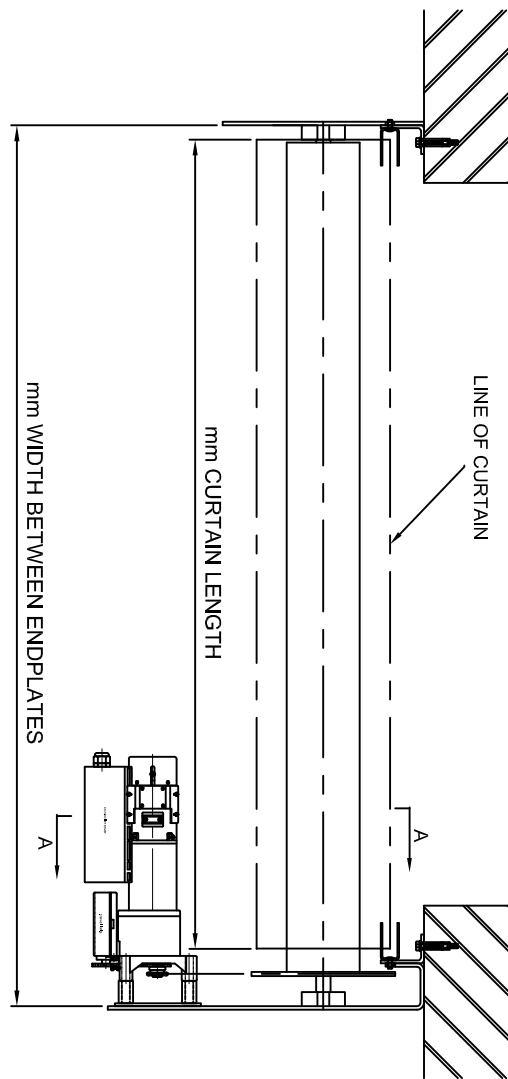 LINE OF CURTAIN
mm CURTAIN LENGTH
mm WIDTH BETWEEN ENDPLATES
A
A